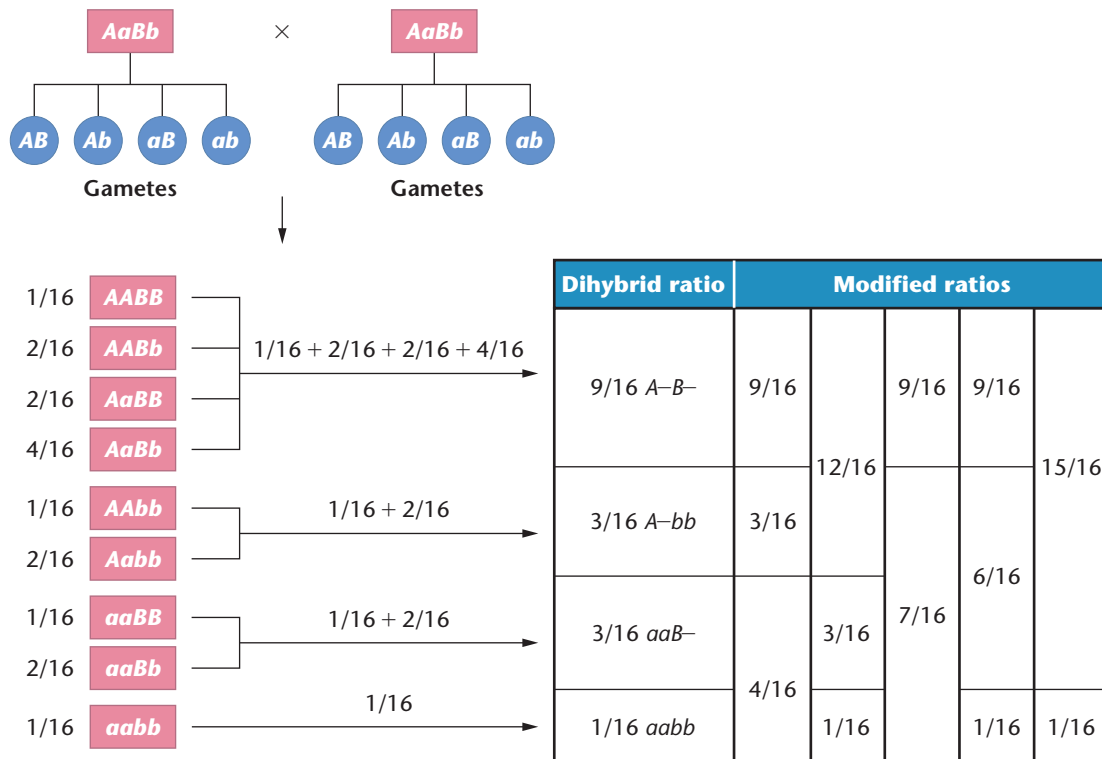 AaBb × AaBb
AB Ab aB ab AB Ab aB ab
Gametes Gametes
1/16 AABB
2/16 AABb
2/16 AaBB
4/16 AaBb
1/16 + 2/16 + 2/16 + 4/16
1/16 AAbb
2/16 Aabb
1/16 + 2/16
1/16 aaBB
2/16 aaBb
1/16 + 2/16
1/16 aabb
1/16
Dihybrid ratio Modified ratios
9/16 A–B– 9/16 9/16 9/16
12/16 15/16
3/16 A–bb 3/16
6/16
7/16
3/16 aaB– 3/16
4/16
1/16 aabb 1/16 1/16 1/16